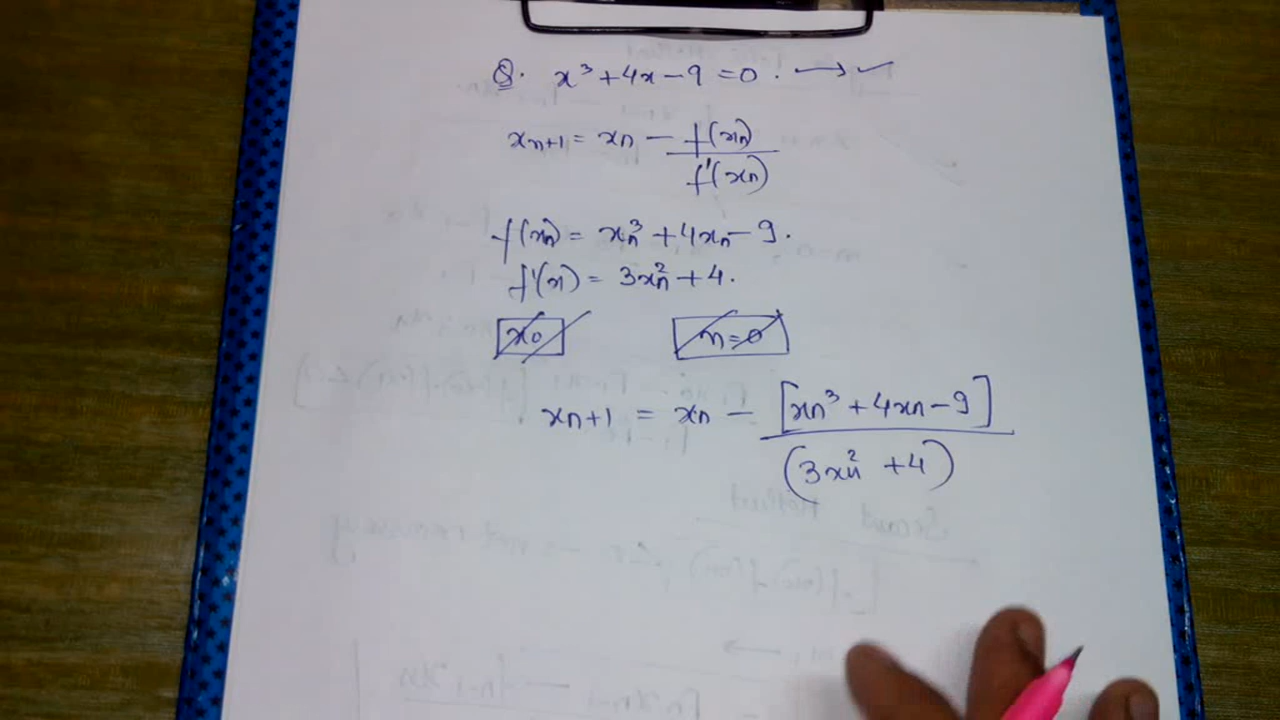 Q. x³ + 4x − 9 = 0. → ✓
xn+1 = xn − f(xn) / f'(xn)
f(xn) = xn³ + 4xn − 9.
f'(x) = 3xn² + 4.
x0 n=0
xn+1 = xn − [xn³ + 4xn − 9] / (3xn² + 4)